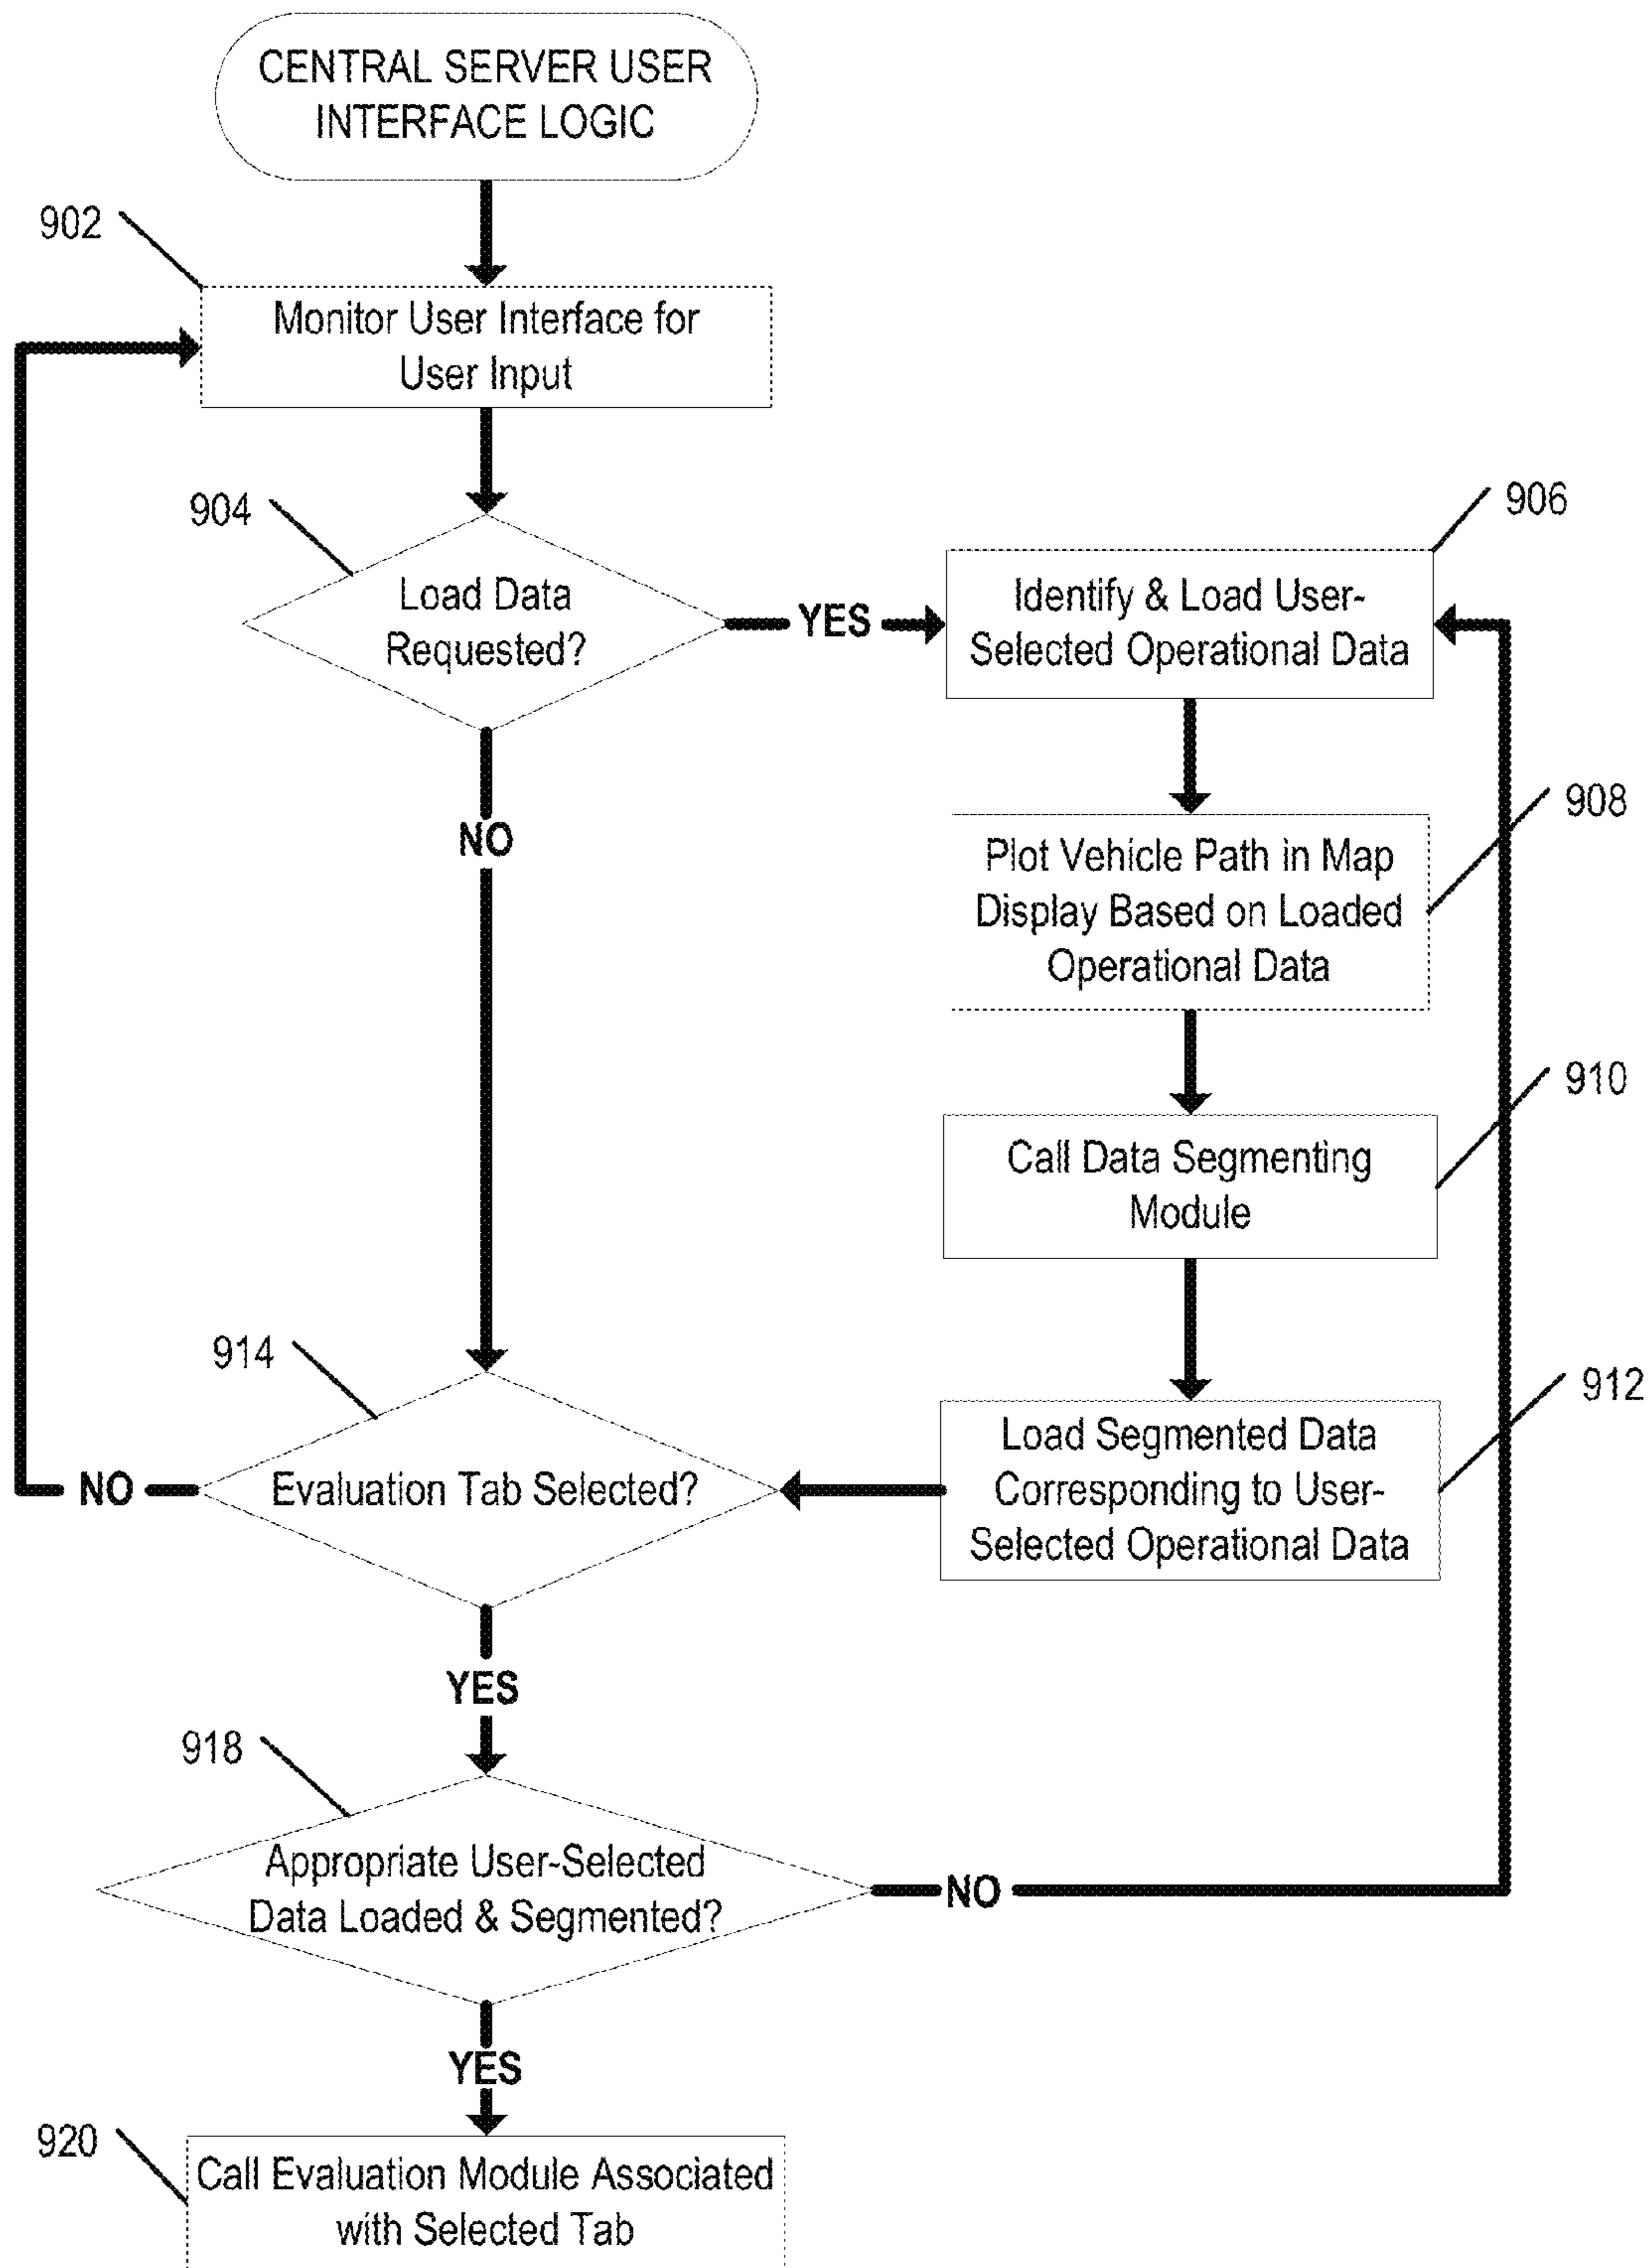 CENTRAL SERVER USER
INTERFACE LOGIC
902
Monitor User Interface for
User Input
904
Load Data
Requested?
YES
906
Identify & Load User-
Selected Operational Data
NO
908
Plot Vehicle Path in Map
Display Based on Loaded
Operational Data
910
Call Data Segmenting
Module
912
Load Segmented Data
Corresponding to User-
Selected Operational Data
914
Evaluation Tab Selected?
NO
YES
918
Appropriate User-Selected
Data Loaded & Segmented?
NO
YES
920
Call Evaluation Module Associated
with Selected Tab